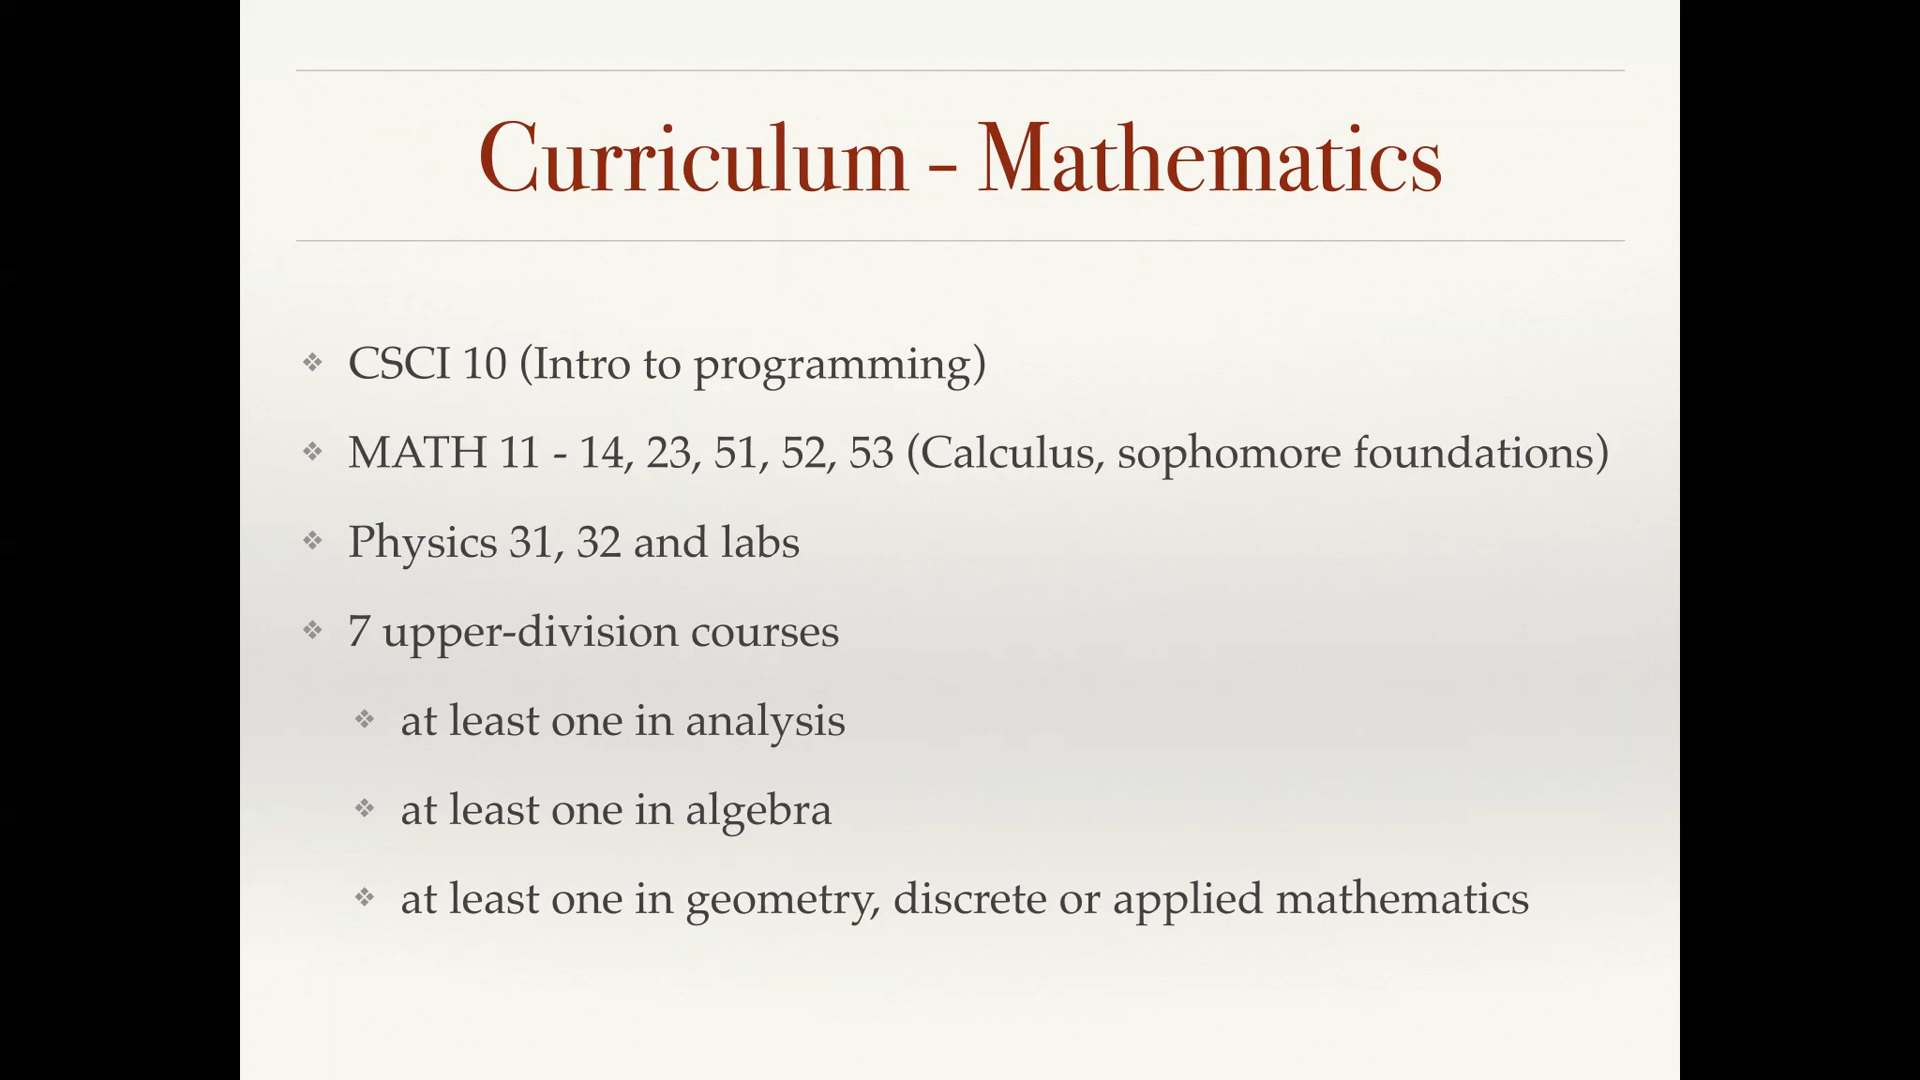 Curriculum - Mathematics
❖ CSCI 10 (Intro to programming)
❖ MATH 11 - 14, 23, 51, 52, 53 (Calculus, sophomore foundations)
❖ Physics 31, 32 and labs
❖ 7 upper-division courses
❖ at least one in analysis
❖ at least one in algebra
❖ at least one in geometry, discrete or applied mathematics